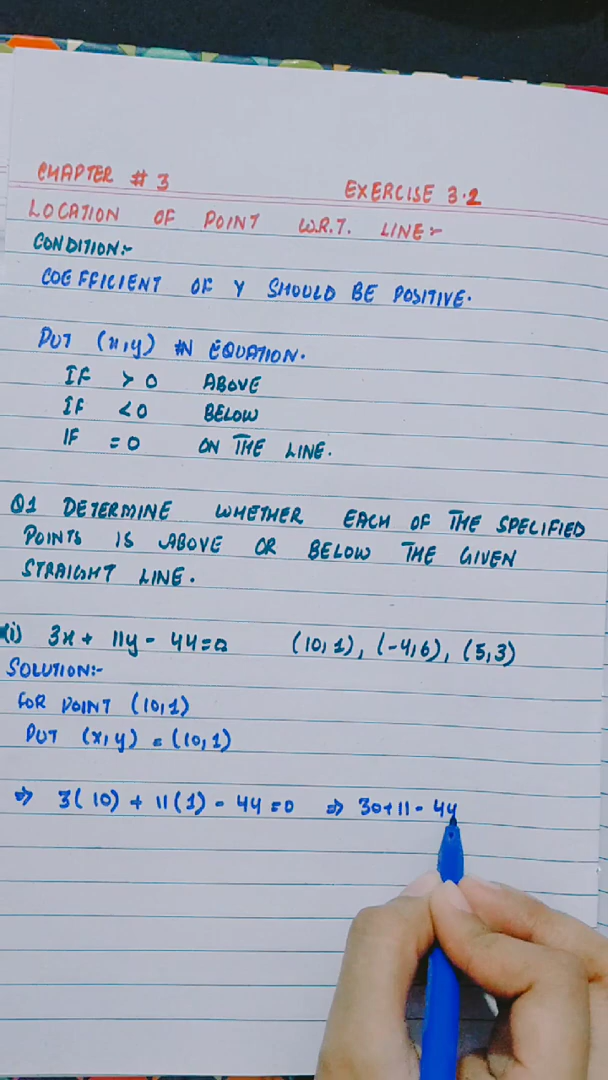 CHAPTER # 3 EXERCISE 3.2
LOCATION OF POINT W.R.T. LINE:-
CONDITION:-
COEFFICIENT OF Y SHOULD BE POSITIVE.
PUT (x,y) IN EQUATION.
IF > 0 ABOVE
IF < 0 BELOW
IF = 0 ON THE LINE.
Q1 DETERMINE WHETHER EACH OF THE SPECIFIED
POINTS IS ABOVE OR BELOW THE GIVEN
STRAIGHT LINE.
(i) 3x + 11y - 44 = 0 (10,1), (-4,6), (5,3)
SOLUTION:-
FOR POINT (10,1)
PUT (x,y) = (10,1)
⇒ 3(10) + 11(1) - 44 = 0 ⇒ 30+11-44